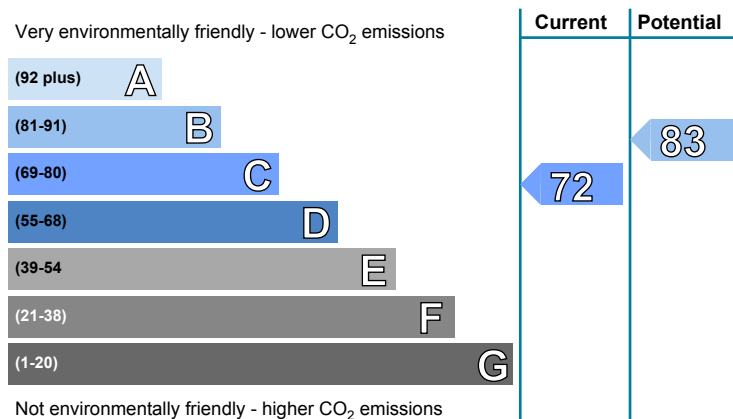 Current Potential
Very environmentally friendly - lower CO₂ emissions
(92 plus) A
(81-91) B
83
(69-80) C
72
(55-68) D
(39-54 E
(21-38) F
(1-20) G
Not environmentally friendly - higher CO₂ emissions